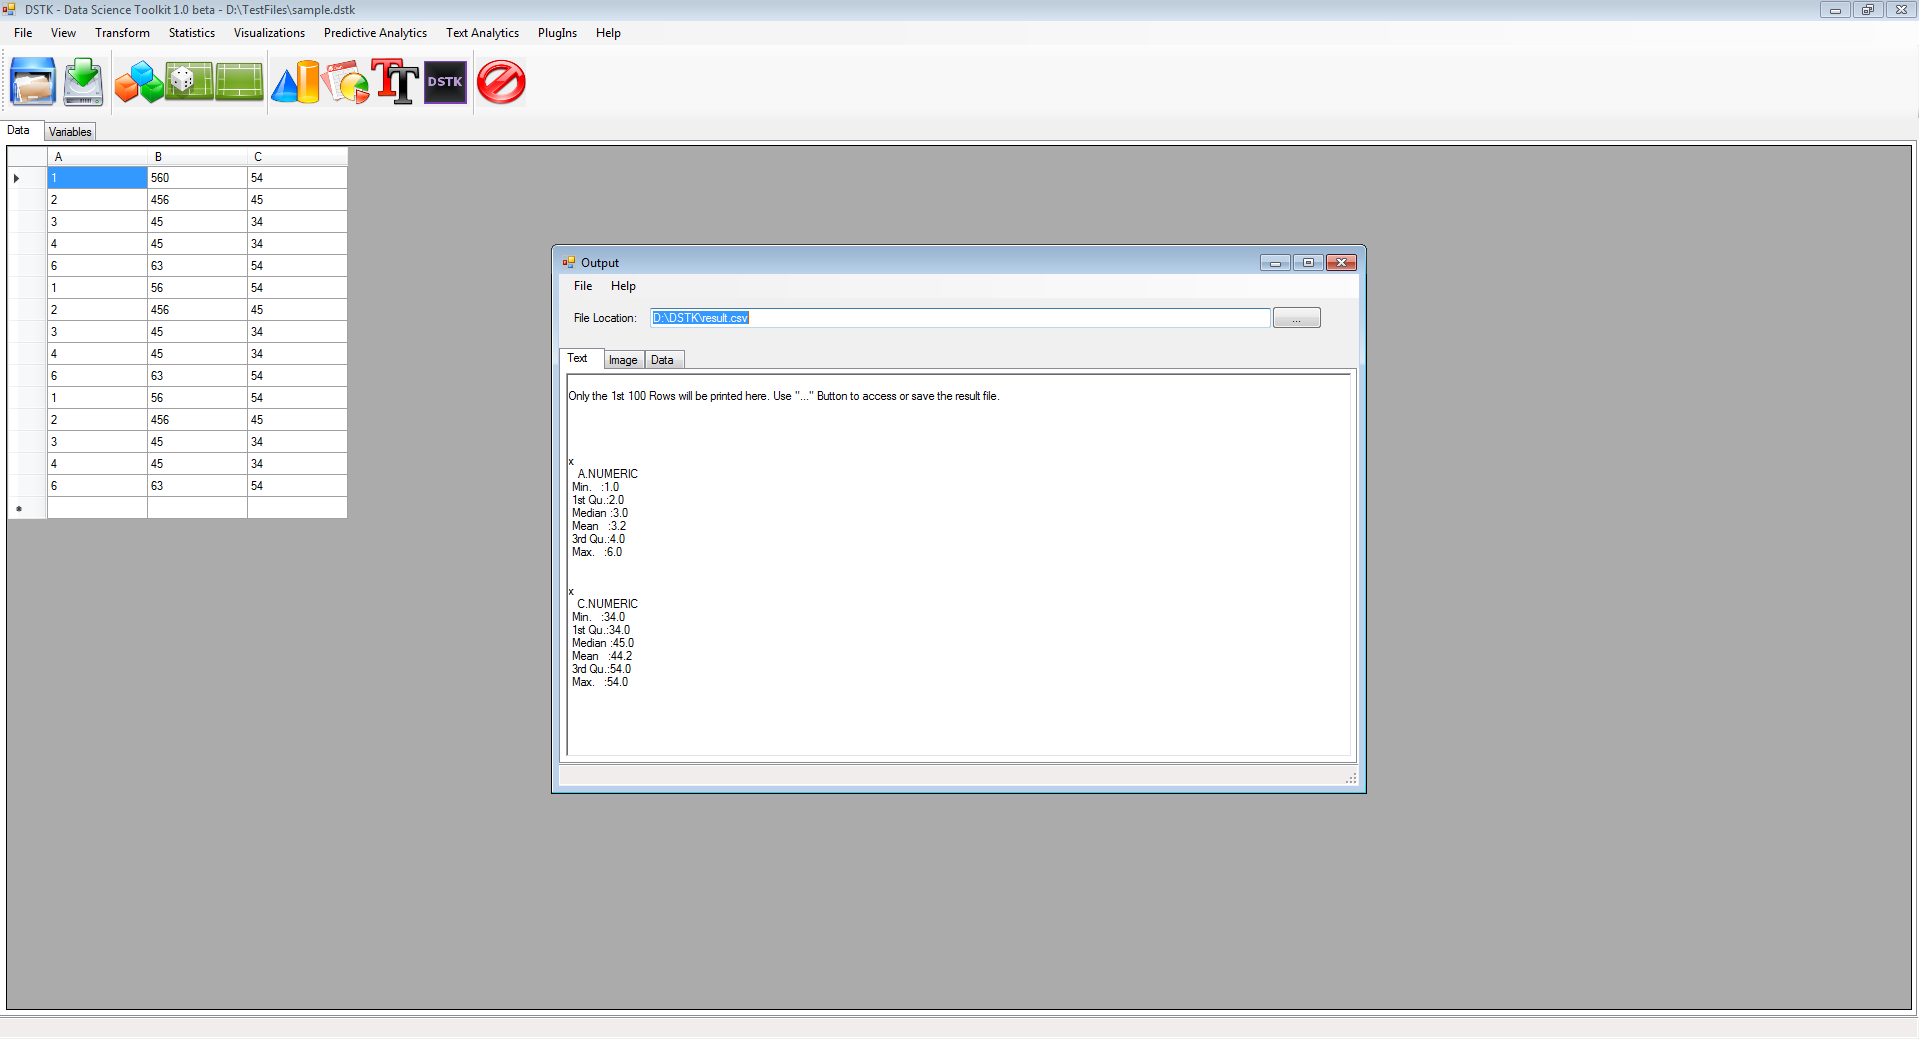 DSTK - Data Science Toolkit 1.0 beta - D:\TestFiles\sample.dstk
File View Transform Statistics Visualizations Predictive Analytics Text Analytics PlugIns Help
TT DSTK
Data Variables
A B C
1 560 54
2 456 45
3 45 34
4 45 34
6 63 54
1 56 54
2 456 45
3 45 34
4 45 34
6 63 54
1 56 54
2 456 45
3 45 34
4 45 34
6 63 54
Output
File Help
File Location: D:\DSTK\result.csv ...
Text Image Data
Only the 1st 100 Rows will be printed here. Use "..." Button to access or save the result file.
x
A.NUMERIC
Min. :1.0
1st Qu.:2.0
Median :3.0
Mean :3.2
3rd Qu.:4.0
Max. :6.0
x
C.NUMERIC
Min. :34.0
1st Qu.:34.0
Median :45.0
Mean :44.2
3rd Qu.:54.0
Max. :54.0